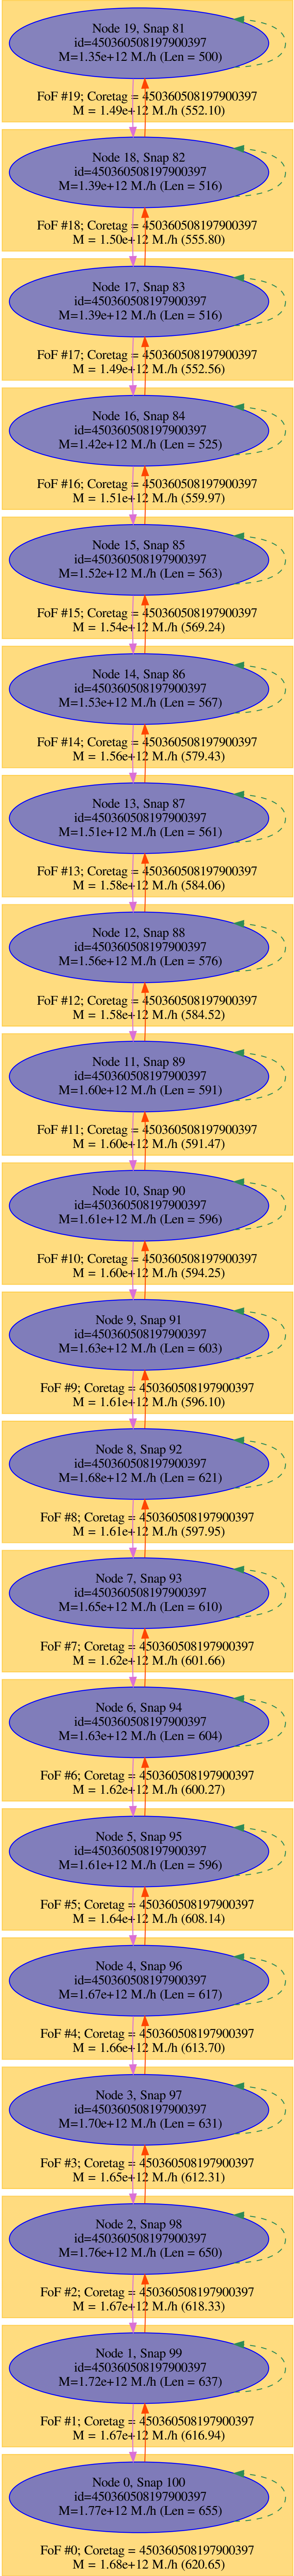 Node 19, Snap 81
id=450360508197900397
M=1.35e+12 M./h (Len = 500)
FoF #19; Coretag = 450360508197900397
M = 1.49e+12 M./h (552.10)
Node 18, Snap 82
id=450360508197900397
M=1.39e+12 M./h (Len = 516)
FoF #18; Coretag = 450360508197900397
M = 1.50e+12 M./h (555.80)
Node 17, Snap 83
id=450360508197900397
M=1.39e+12 M./h (Len = 516)
FoF #17; Coretag = 450360508197900397
M = 1.49e+12 M./h (552.56)
Node 16, Snap 84
id=450360508197900397
M=1.42e+12 M./h (Len = 525)
FoF #16; Coretag = 450360508197900397
M = 1.51e+12 M./h (559.97)
Node 15, Snap 85
id=450360508197900397
M=1.52e+12 M./h (Len = 563)
FoF #15; Coretag = 450360508197900397
M = 1.54e+12 M./h (569.24)
Node 14, Snap 86
id=450360508197900397
M=1.53e+12 M./h (Len = 567)
FoF #14; Coretag = 450360508197900397
M = 1.56e+12 M./h (579.43)
Node 13, Snap 87
id=450360508197900397
M=1.51e+12 M./h (Len = 561)
FoF #13; Coretag = 450360508197900397
M = 1.58e+12 M./h (584.06)
Node 12, Snap 88
id=450360508197900397
M=1.56e+12 M./h (Len = 576)
FoF #12; Coretag = 450360508197900397
M = 1.58e+12 M./h (584.52)
Node 11, Snap 89
id=450360508197900397
M=1.60e+12 M./h (Len = 591)
FoF #11; Coretag = 450360508197900397
M = 1.60e+12 M./h (591.47)
Node 10, Snap 90
id=450360508197900397
M=1.61e+12 M./h (Len = 596)
FoF #10; Coretag = 450360508197900397
M = 1.60e+12 M./h (594.25)
Node 9, Snap 91
id=450360508197900397
M=1.63e+12 M./h (Len = 603)
FoF #9; Coretag = 450360508197900397
M = 1.61e+12 M./h (596.10)
Node 8, Snap 92
id=450360508197900397
M=1.68e+12 M./h (Len = 621)
FoF #8; Coretag = 450360508197900397
M = 1.61e+12 M./h (597.95)
Node 7, Snap 93
id=450360508197900397
M=1.65e+12 M./h (Len = 610)
FoF #7; Coretag = 450360508197900397
M = 1.62e+12 M./h (601.66)
Node 6, Snap 94
id=450360508197900397
M=1.63e+12 M./h (Len = 604)
FoF #6; Coretag = 450360508197900397
M = 1.62e+12 M./h (600.27)
Node 5, Snap 95
id=450360508197900397
M=1.61e+12 M./h (Len = 596)
FoF #5; Coretag = 450360508197900397
M = 1.64e+12 M./h (608.14)
Node 4, Snap 96
id=450360508197900397
M=1.67e+12 M./h (Len = 617)
FoF #4; Coretag = 450360508197900397
M = 1.66e+12 M./h (613.70)
Node 3, Snap 97
id=450360508197900397
M=1.70e+12 M./h (Len = 631)
FoF #3; Coretag = 450360508197900397
M = 1.65e+12 M./h (612.31)
Node 2, Snap 98
id=450360508197900397
M=1.76e+12 M./h (Len = 650)
FoF #2; Coretag = 450360508197900397
M = 1.67e+12 M./h (618.33)
Node 1, Snap 99
id=450360508197900397
M=1.72e+12 M./h (Len = 637)
FoF #1; Coretag = 450360508197900397
M = 1.67e+12 M./h (616.94)
Node 0, Snap 100
id=450360508197900397
M=1.77e+12 M./h (Len = 655)
FoF #0; Coretag = 450360508197900397
M = 1.68e+12 M./h (620.65)